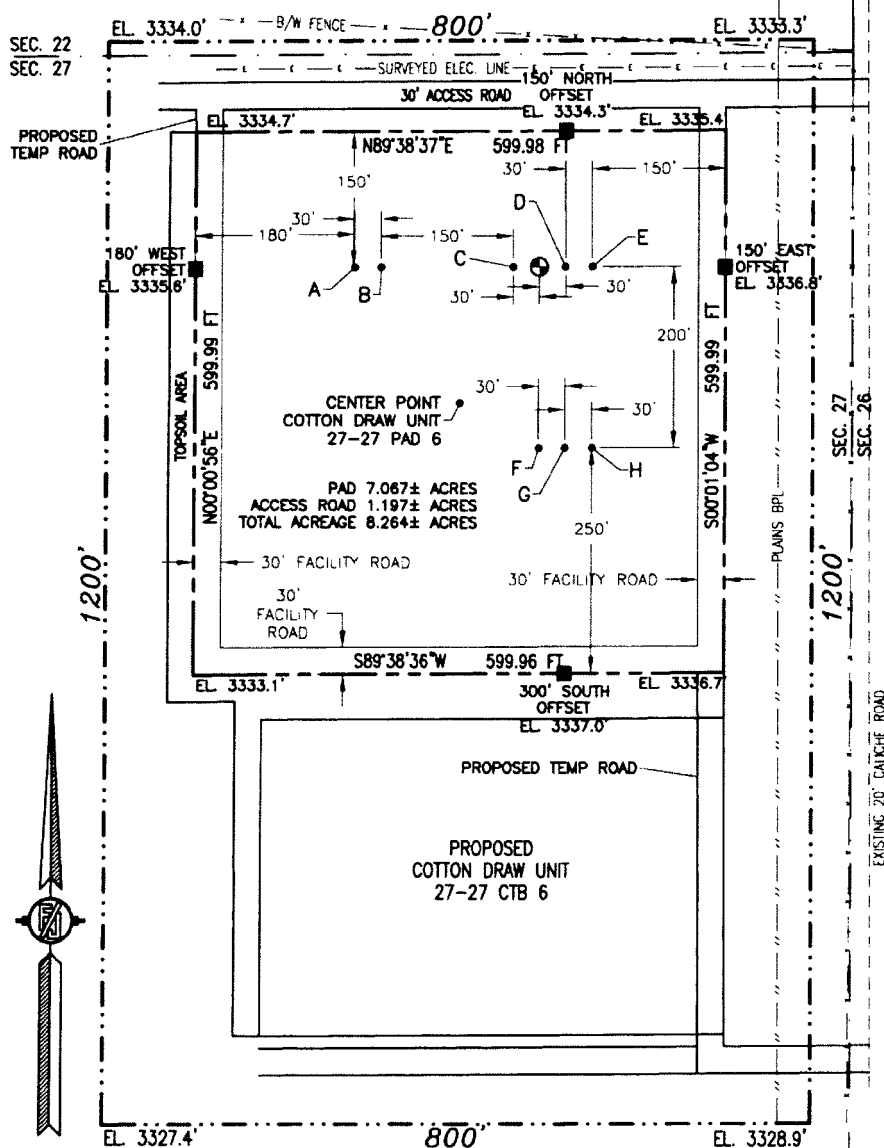 EL. 3334.0'
B/W FENCE
800'
EL. 3333.3'
SEC. 22
SEC. 27
SURVEYED ELEC. LINE
150' NORTH
OFFSET
EL. 3334.3'
30' ACCESS ROAD
PROPOSED
TEMP ROAD
EL. 3334.7'
EL. 3335.4'
N89°38'37"E
599.98 FT
150'
30'
150'
D
30'
180'
150'
C
E
180' WEST
OFFSET
EL. 3335.6'
A
B
30'
30'
150' EAST
OFFSET
EL. 3336.8'
599.99 FT
599.99 FT
200'
TOPSOIL AREA
30'
30'
CENTER POINT
COTTON DRAW UNIT
27-27 PAD 6
F
G
H
SEC. 27
SEC. 26
N00°00'56"E
S00°01'04"W
PAD 7.067± ACRES
ACCESS ROAD 1.197± ACRES
TOTAL ACREAGE 8.264± ACRES
250'
PLAINS BPL
1200'
1200'
30' FACILITY ROAD
30' FACILITY ROAD
30'
FACILITY
ROAD
S89°38'36"W
599.96 FT
EL. 3333.1'
EL. 3336.7'
300' SOUTH
OFFSET
EL. 3337.0'
PROPOSED TEMP ROAD
EXISTING 20' CALICHE ROAD
PROPOSED
COTTON DRAW UNIT
27-27 CTB 6
EL. 3327.4'
800'
EL. 3328.9'